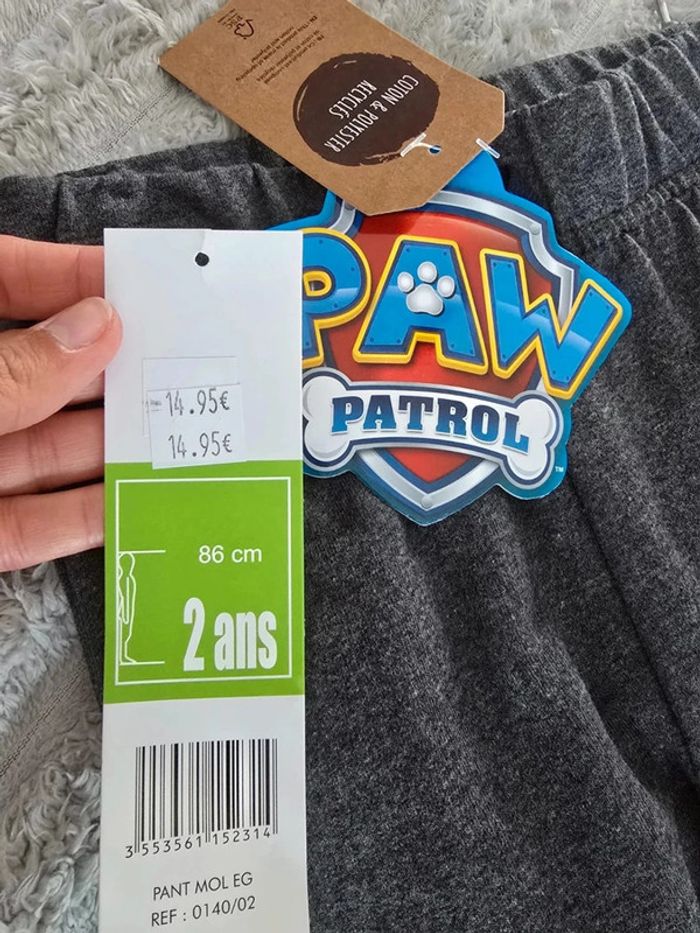 COTON & POLYESTER
RECYCLÉS
PAW
PATROL
TM
14.95€
14.95€
86 cm
2 ans
3 553561 152314
PANT MOL EG
REF : 0140/02